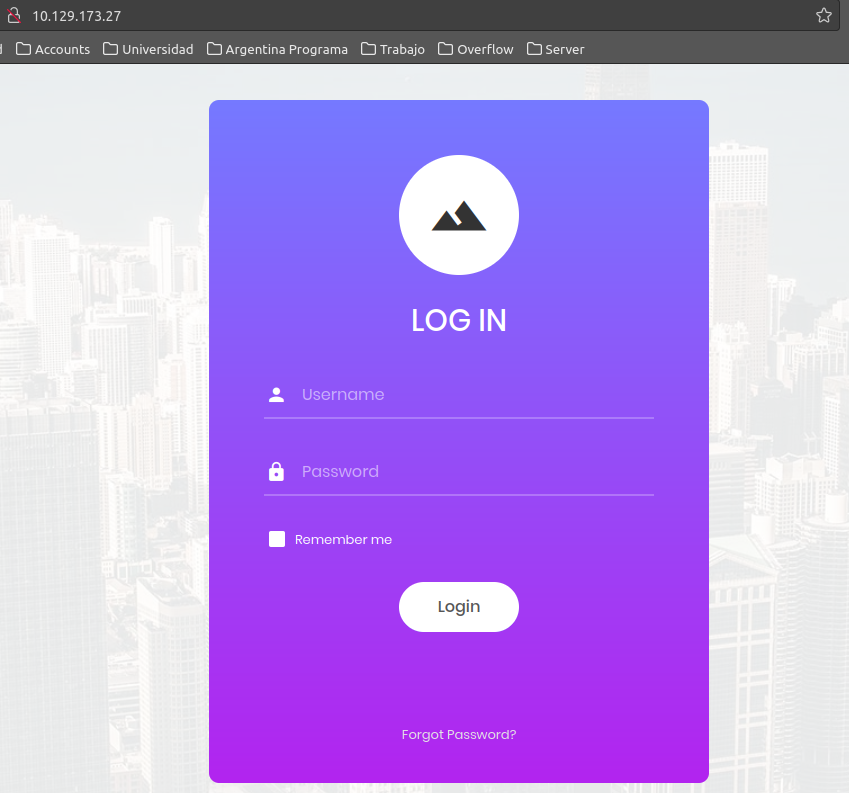 10.129.173.27
Accounts Universidad Argentina Programa Trabajo Overflow Server
LOG IN
Username
Password
Remember me
Login
Forgot Password?